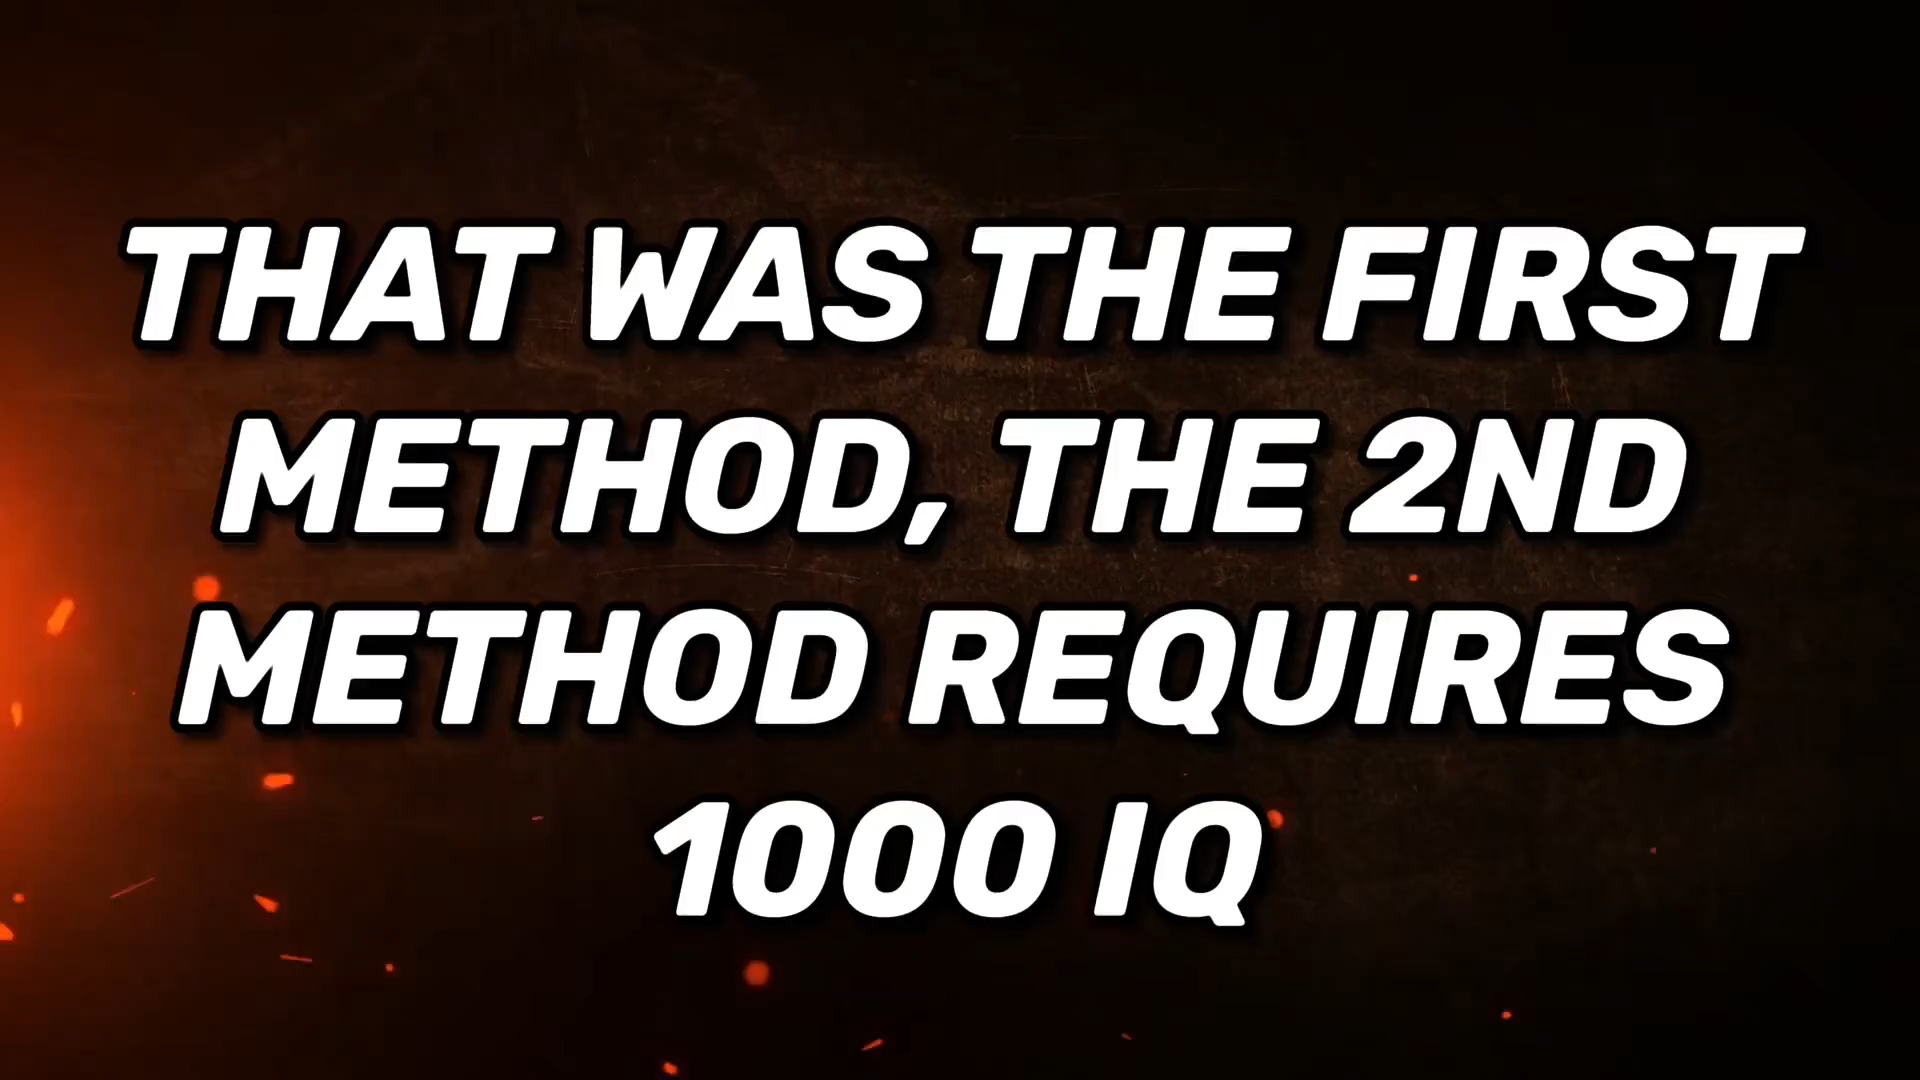 THAT WAS THE FIRST
METHOD, THE 2ND
METHOD REQUIRES
1000 IQ